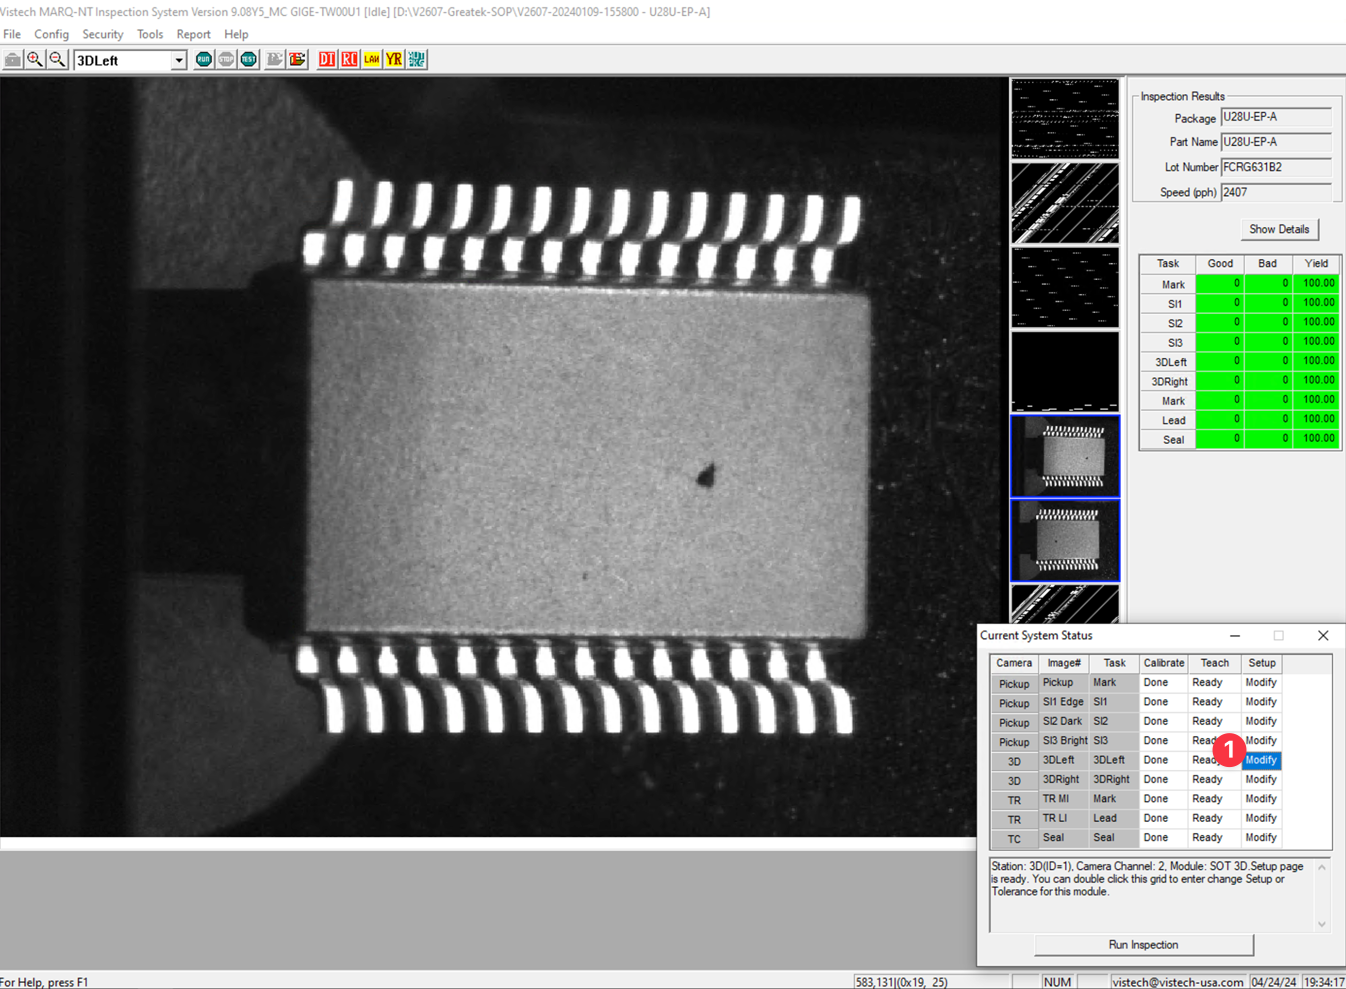 Vistech MARQ-NT Inspection System Version 9.08Y5_MC GIGE-TW00U1 [Idle] [D:\V2607-Greatek-SOP\V2607-20240109-155800 - U28U-EP-A]
File Config Security Tools Report Help
3DLeft RUN STOP TEST DT RC LAW YR
Inspection Results
Package U28U-EP-A
Part Name U28U-EP-A
Lot Number FCRG631B2
Speed (pph) 2407
Show Details
Task Good Bad Yield
Mark 0 0 100.00
SI1 0 0 100.00
SI2 0 0 100.00
SI3 0 0 100.00
3DLeft 0 0 100.00
3DRight 0 0 100.00
Mark 0 0 100.00
Lead 0 0 100.00
Seal 0 0 100.00
Current System Status
Camera Image# Task Calibrate Teach Setup
Pickup Pickup Mark Done Ready Modify
Pickup SI1 Edge SI1 Done Ready Modify
Pickup SI2 Dark SI2 Done Ready Modify
Pickup SI3 Bright SI3 Done Ready Modify
1
3D 3DLeft 3DLeft Done Ready Modify
3D 3DRight 3DRight Done Ready Modify
TR TR MI Mark Done Ready Modify
TR TR LI Lead Done Ready Modify
TC Seal Seal Done Ready Modify
Station: 3D(ID=1), Camera Channel: 2, Module: SOT 3D.Setup page
is ready. You can double click this grid to enter change Setup or
Tolerance for this module.
Run Inspection
For Help, press F1 583,131|(0x19, 25) NUM vistech@vistech-usa.com 04/24/24 19:34:17